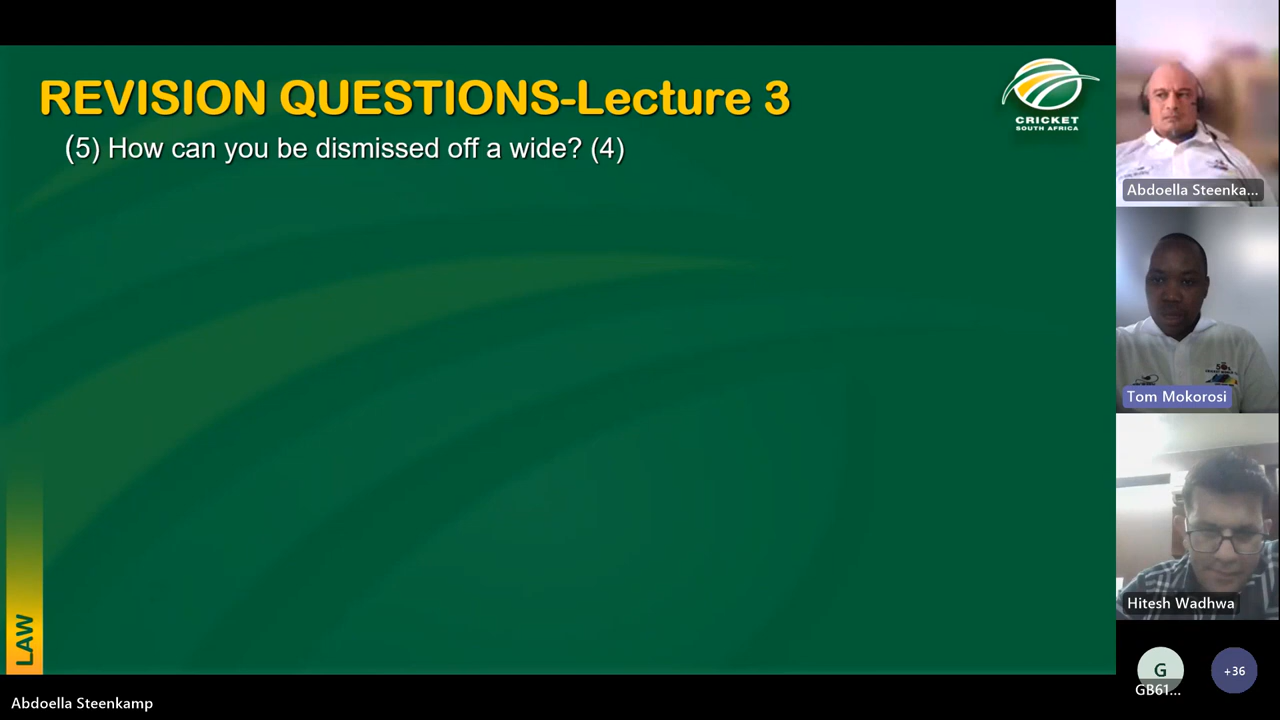 REVISION QUESTIONS-Lecture 3
(5) How can you be dismissed off a wide? (4)
CRICKET
SOUTH AFRICA
LAW
Abdoella Steenka...
Tom Mokorosi
Hitesh Wadhwa
G
GB61...
+36
Abdoella Steenkamp